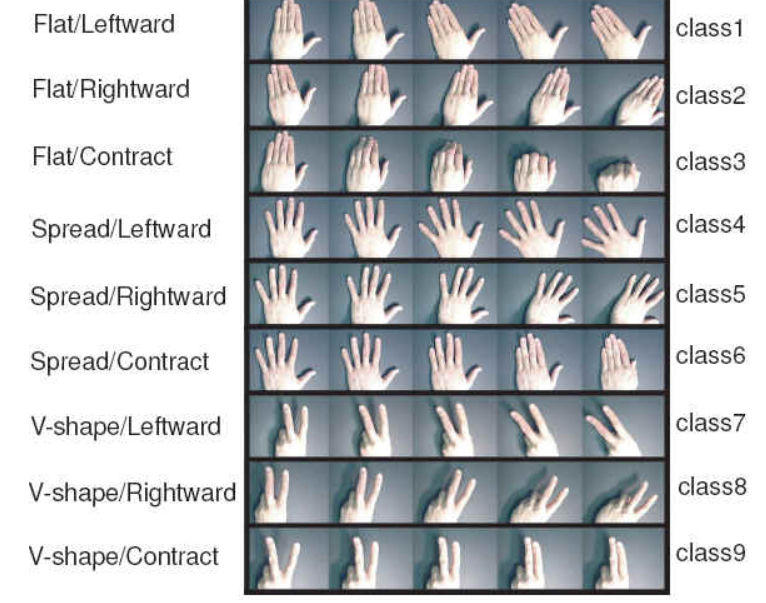 Flat/Leftward class1
Flat/Rightward class2
Flat/Contract class3
Spread/Leftward class4
Spread/Rightward class5
Spread/Contract class6
V-shape/Leftward class7
V-shape/Rightward class8
V-shape/Contract class9